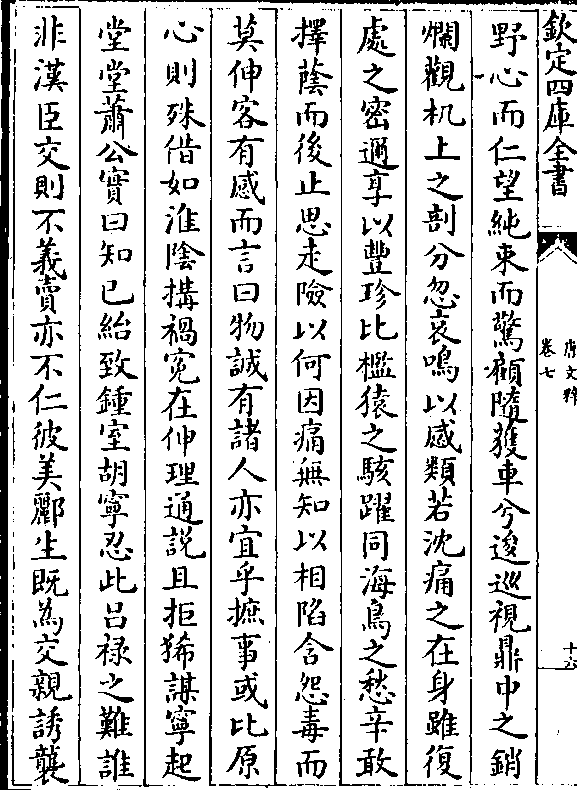 欽定四庫全書
唐文粹
卷七
十六
野心而仁望純束而驚顧隨獲車兮逡巡視鼎中之銷
爛觀机上之剖分忽哀鳴以感類若沈痛之在身雖復
處之密邇享以豐珍比檻猿之駭躍同海鳥之愁辛敢
擇蔭而後止思走險以何因痛無知以相陷含怨毒而
莫伸客有感而言曰物誠有諸人亦宜乎摭事或比原
心則殊借如淮陰搆禍寃在伸理通説且拒豨謀寧起
堂堂蕭公實曰知已紿致鍾室胡寧忍此吕禄之難誰
非漢臣交則不義賣亦不仁彼美酈生既為交親誘襲